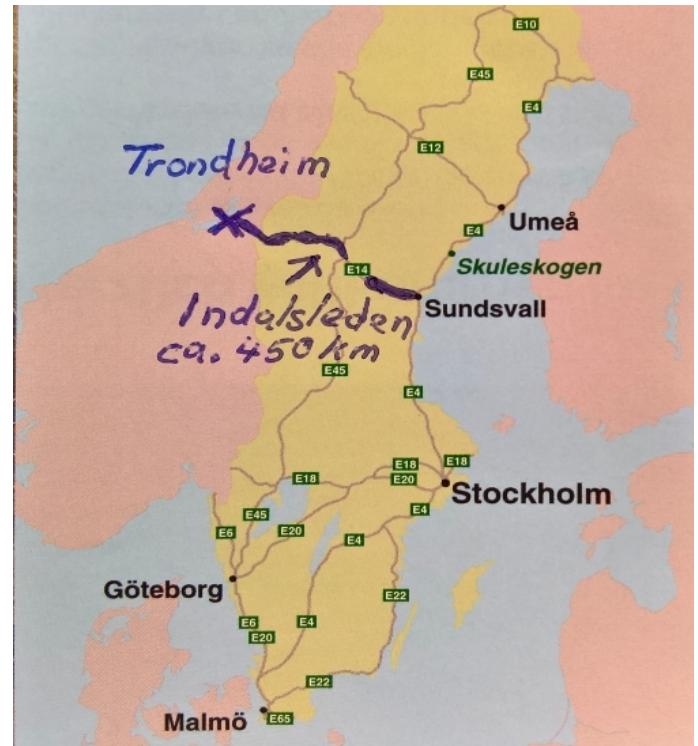 E10
E45
E4
E12
Trondheim
Umeå
E4
Skuleskogen
E14
Sundsvall
Indalsleden
ca. 450 km
E45
E4
E18
E18
E18
E20
Stockholm
E45
E4
E6
E20
E4
Göteborg
E22
E6
E4
E20
E22
Malmö
E65